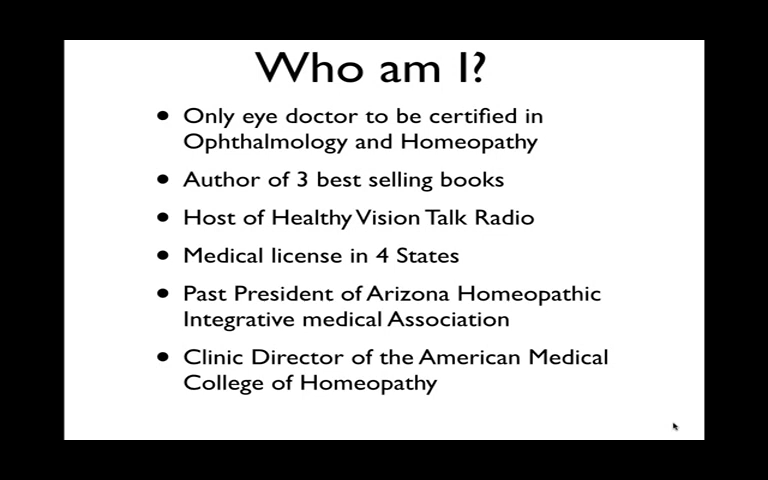 Who am I?
• Only eye doctor to be certified in
Ophthalmology and Homeopathy
• Author of 3 best selling books
• Host of Healthy Vision Talk Radio
• Medical license in 4 States
• Past President of Arizona Homeopathic
Integrative medical Association
• Clinic Director of the American Medical
College of Homeopathy